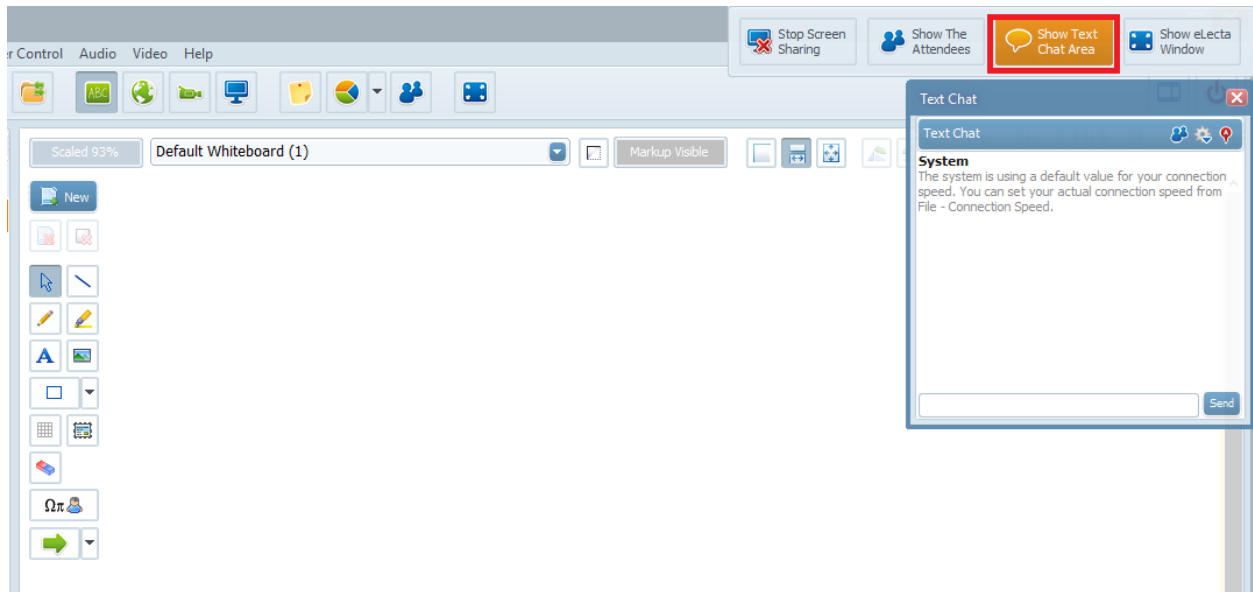 Stop Screen
Sharing
Show The
Attendees
Show Text
Chat Area
Show eLecta
Window
er Control Audio Video Help
ABC
Text Chat
Scaled 93%
Default Whiteboard (1)
Markup Visible
Text Chat
System
The system is using a default value for your connection
speed. You can set your actual connection speed from
File - Connection Speed.
New
A
Send
Ωπ